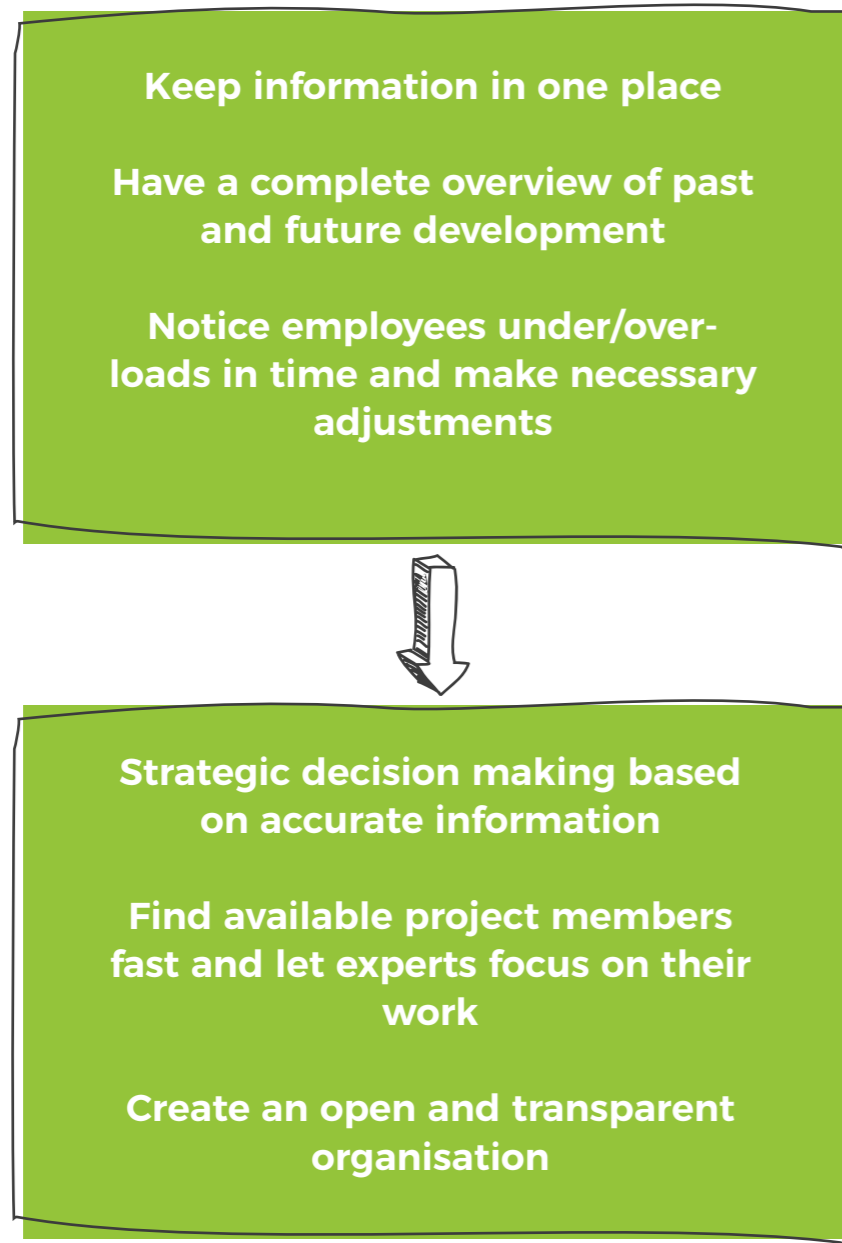 Keep information in one place
Have a complete overview of past
and future development
Notice employees under/over-
loads in time and make necessary
adjustments
Strategic decision making based
on accurate information
Find available project members
fast and let experts focus on their
work
Create an open and transparent
organisation